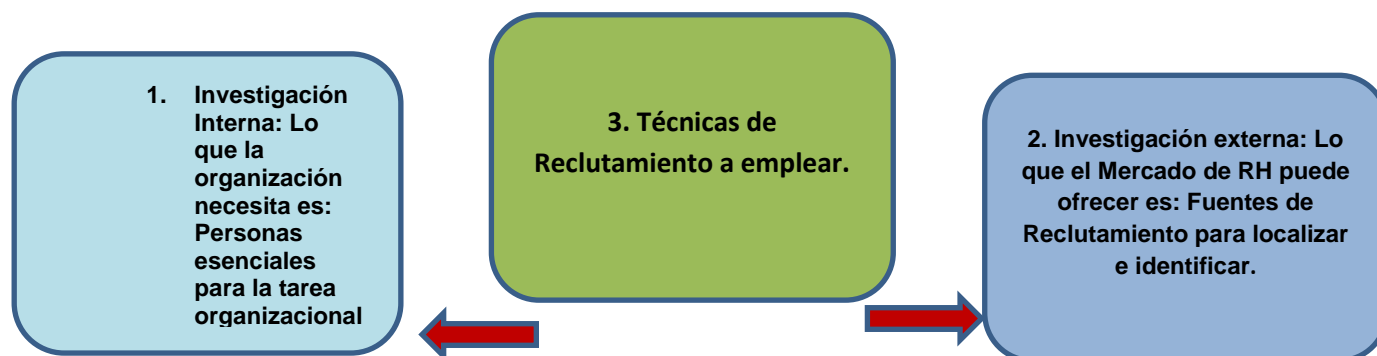 1. Investigación
Interna: Lo
que la
organización
necesita es:
Personas
esenciales
para la tarea
organizacional
3. Técnicas de
Reclutamiento a emplear.
2. Investigación externa: Lo
que el Mercado de RH puede
ofrecer es: Fuentes de
Reclutamiento para localizar
e identificar.